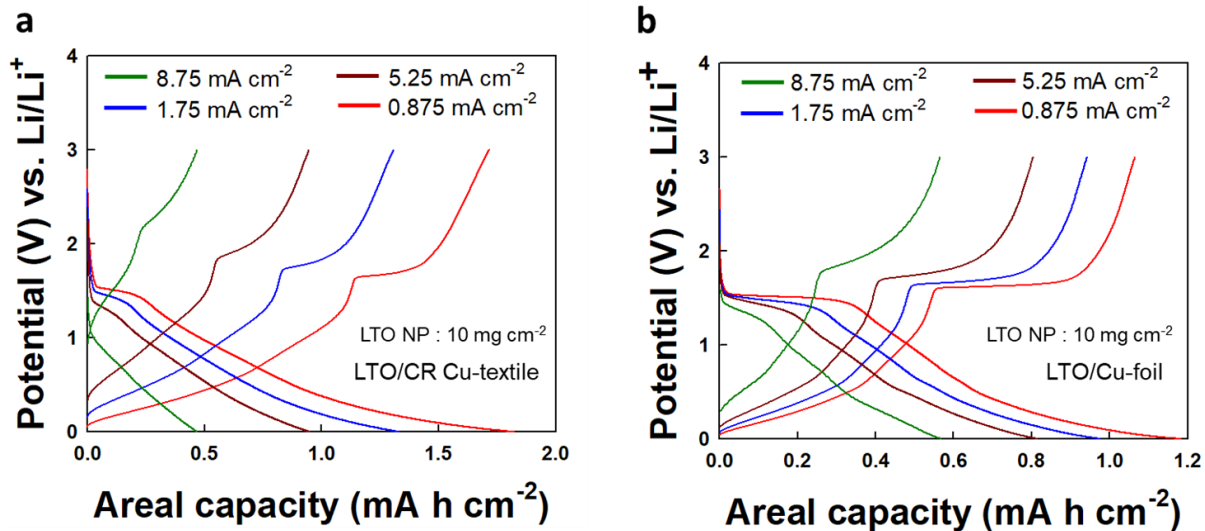 a
4
3
2
1
0
Potential (V) vs. Li/Li⁺
8.75 mA cm⁻²
5.25 mA cm⁻²
1.75 mA cm⁻²
0.875 mA cm⁻²
LTO NP : 10 mg cm⁻²
LTO/CR Cu-textile
0.0 0.5 1.0 1.5 2.0
Areal capacity (mA h cm⁻²)
b
4
3
2
1
0
Potential (V) vs. Li/Li⁺
8.75 mA cm⁻²
5.25 mA cm⁻²
1.75 mA cm⁻²
0.875 mA cm⁻²
LTO NP : 10 mg cm⁻²
LTO/Cu-foil
0.0 0.2 0.4 0.6 0.8 1.0 1.2
Areal capacity (mA h cm⁻²)